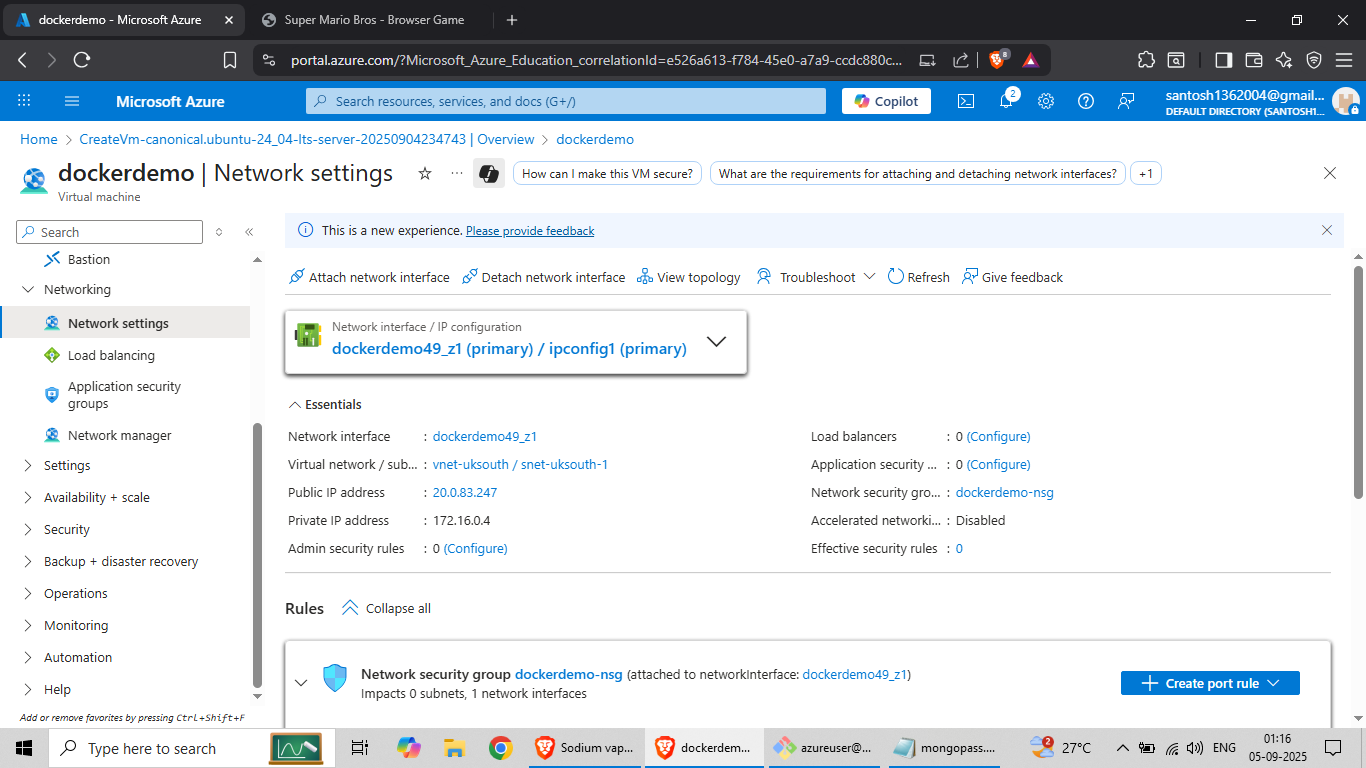 dockerdemo - Microsoft Azure
Super Mario Bros - Browser Game
portal.azure.com/?Microsoft_Azure_Education_correlationId=e526a613-f784-45e0-a7a9-ccdc880c...
8
Microsoft Azure
Search resources, services, and docs (G+/)
Copilot
2
santosh1362004@gmail...
DEFAULT DIRECTORY (SANTOSH1...
Home > CreateVm-canonical.ubuntu-24_04-lts-server-20250904234743 | Overview > dockerdemo
dockerdemo | Network settings
Virtual machine
How can I make this VM secure?
What are the requirements for attaching and detaching network interfaces?
+1
Search
Bastion
Networking
Network settings
Load balancing
Application security
groups
Network manager
Settings
Availability + scale
Security
Backup + disaster recovery
Operations
Monitoring
Automation
Help
Add or remove favorites by pressing Ctrl+Shift+F
This is a new experience. Please provide feedback
Attach network interface
Detach network interface
View topology
Troubleshoot
Refresh
Give feedback
Network interface / IP configuration
dockerdemo49_z1 (primary) / ipconfig1 (primary)
Essentials
Network interface : dockerdemo49_z1
Virtual network / sub... : vnet-uksouth / snet-uksouth-1
Public IP address : 20.0.83.247
Private IP address : 172.16.0.4
Admin security rules : 0 (Configure)
Load balancers : 0 (Configure)
Application security ... : 0 (Configure)
Network security gro... : dockerdemo-nsg
Accelerated networki... : Disabled
Effective security rules : 0
Rules
Collapse all
Network security group dockerdemo-nsg (attached to networkInterface: dockerdemo49_z1)
Impacts 0 subnets, 1 network interfaces
Create port rule
Type here to search
Sodium vap...
dockerdem...
azureuser@...
mongopass....
2
27°C
ENG
01:16
05-09-2025